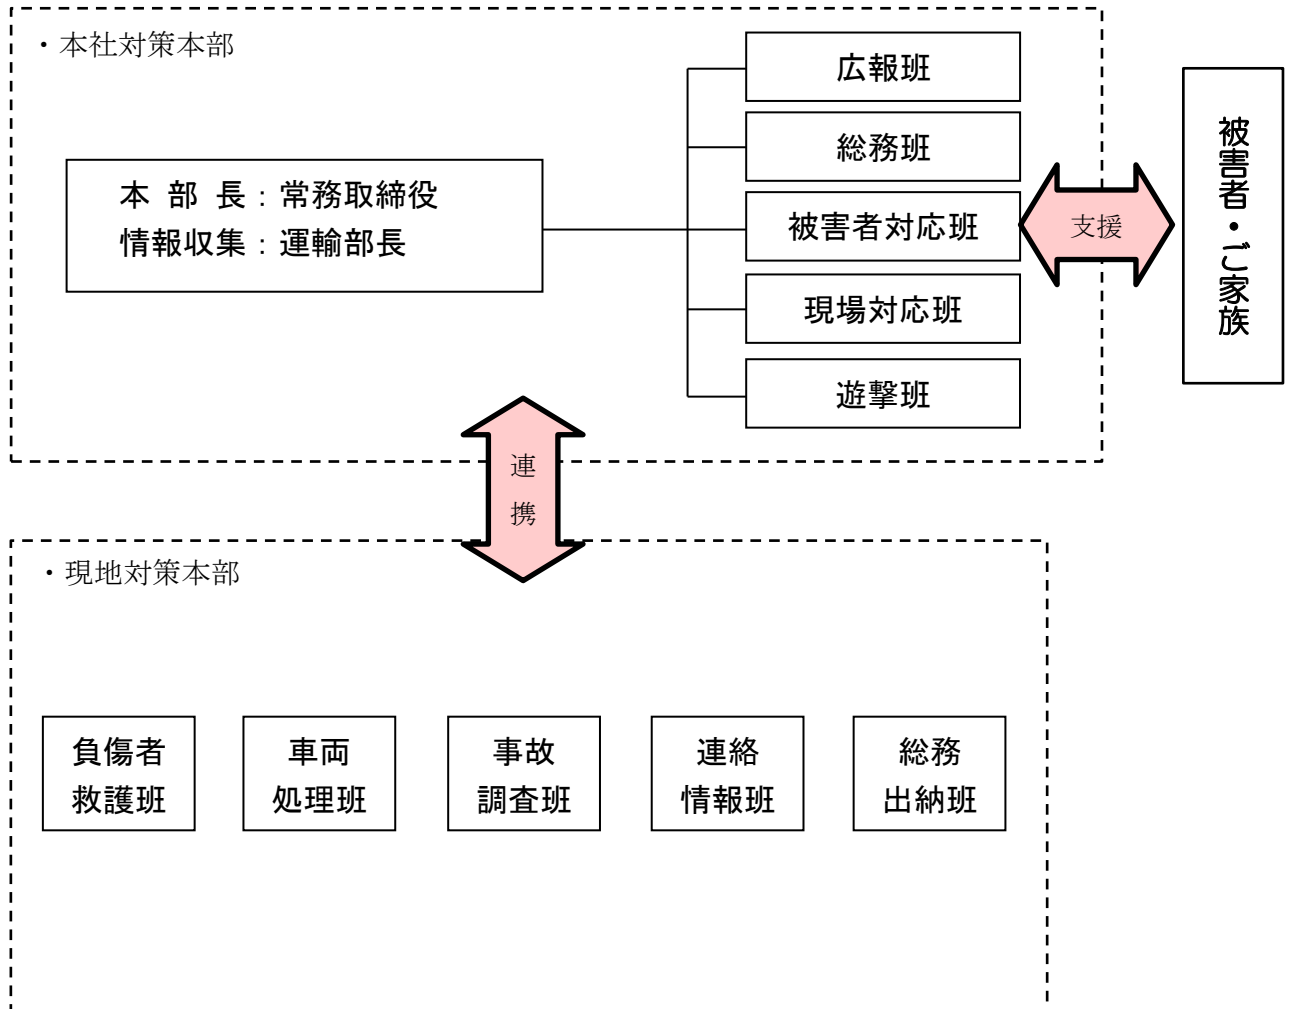 ・本社対策本部
広報班
総務班
本 部 長：常務取締役
情報収集：運輸部長
被害者対応班
支援
被害者・ご家族
現場対応班
遊撃班
連
携
・現地対策本部
負傷者
救護班
車両
処理班
事故
調査班
連絡
情報班
総務
出納班